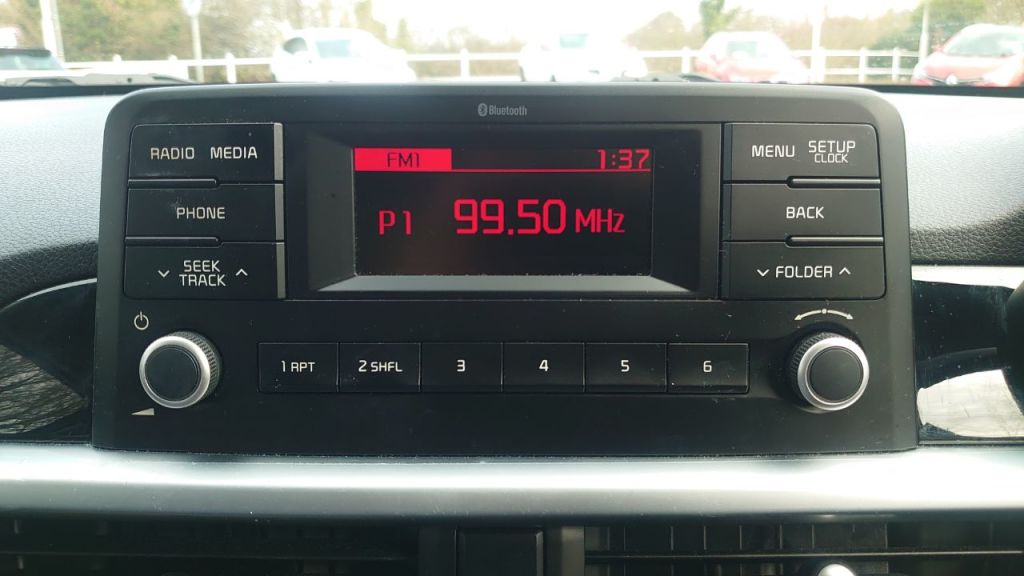 Bluetooth
RADIO MEDIA
FM1 1:37
MENU SETUP
CLOCK
PHONE
P1 99.50 MHz
BACK
SEEK
TRACK
FOLDER
1 RPT 2 SHFL 3 4 5 6